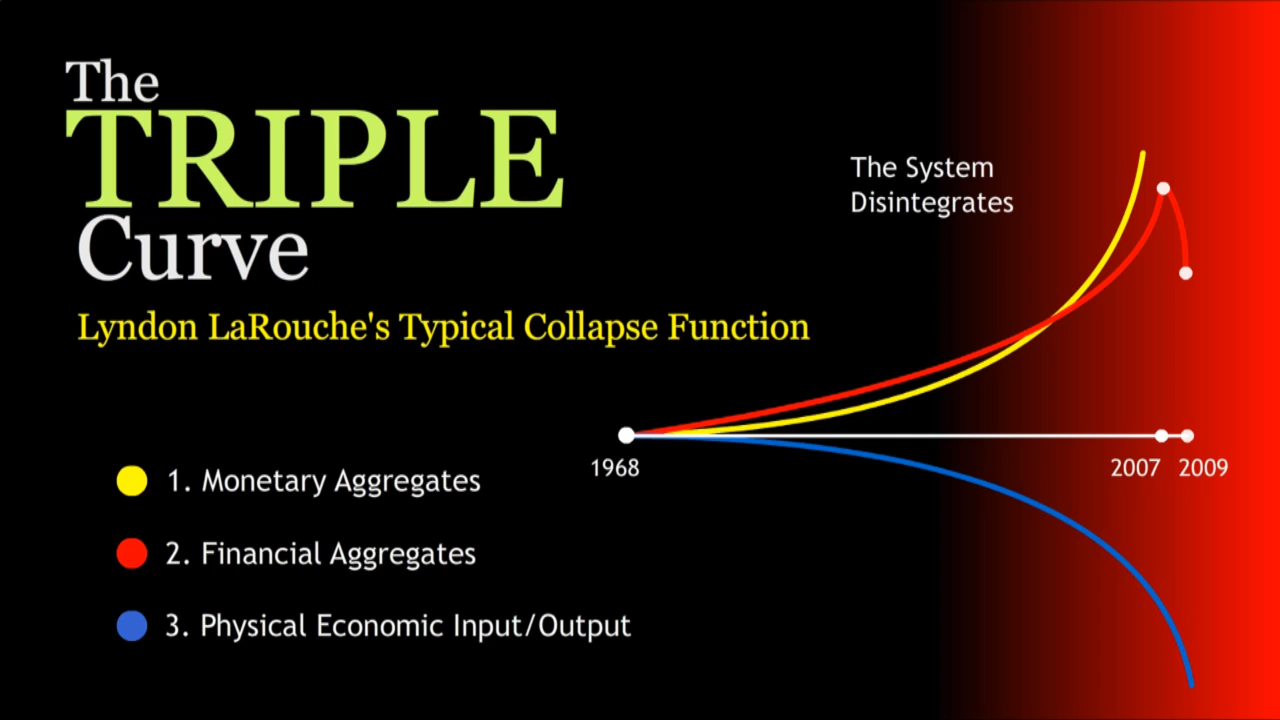 The
TRIPLE
Curve
Lyndon LaRouche's Typical Collapse Function
The System
Disintegrates
1968
2007
2009
1. Monetary Aggregates
2. Financial Aggregates
3. Physical Economic Input/Output